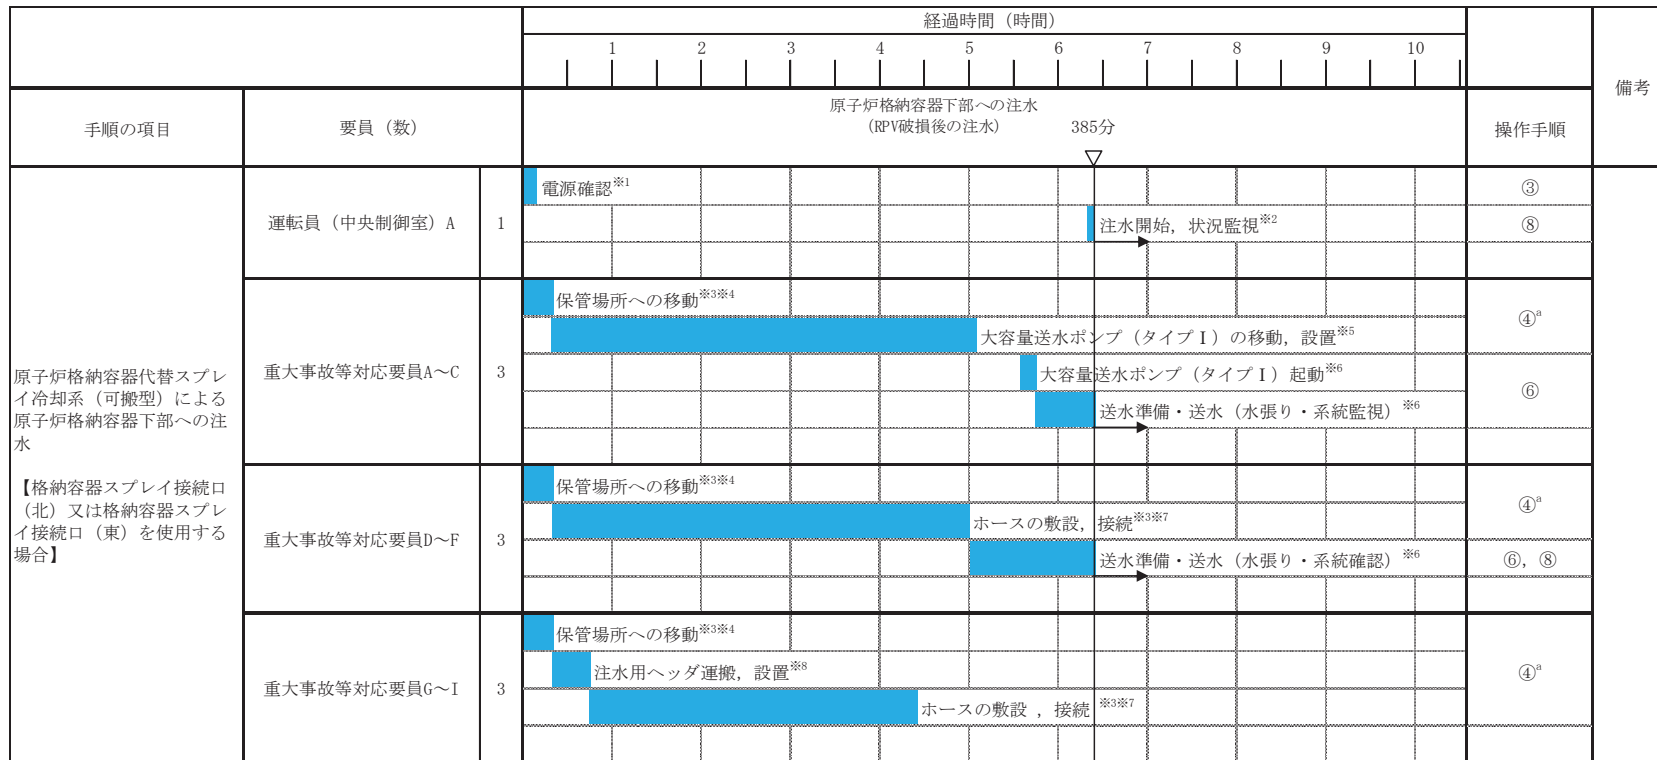 経過時間（時間）
1 2 3 4 5 6 7 8 9 10
備考
手順の項目
要員（数）
原子炉格納容器下部への注水
（RPV破損後の注水）
385分
操作手順
原子炉格納容器代替スプレ
イ冷却系（可搬型）による
原子炉格納容器下部への注
水
【格納容器スプレイ接続口
（北）又は格納容器スプレ
イ接続口（東）を使用する
場合】
運転員（中央制御室）A
1
電源確認※1
③
注水開始，状況監視※2
⑧
重大事故等対応要員A～C
3
保管場所への移動※3※4
大容量送水ポンプ（タイプⅠ）の移動，設置※5
④a
大容量送水ポンプ（タイプⅠ）起動※6
送水準備・送水（水張り・系統監視）※6
⑥
重大事故等対応要員D～F
3
保管場所への移動※3※4
ホースの敷設，接続※3※7
④a
送水準備・送水（水張り・系統確認）※6
⑥，⑧
重大事故等対応要員G～I
3
保管場所への移動※3※4
注水用ヘッダ運搬，設置※8
ホースの敷設 ，接続 ※3※7
④a